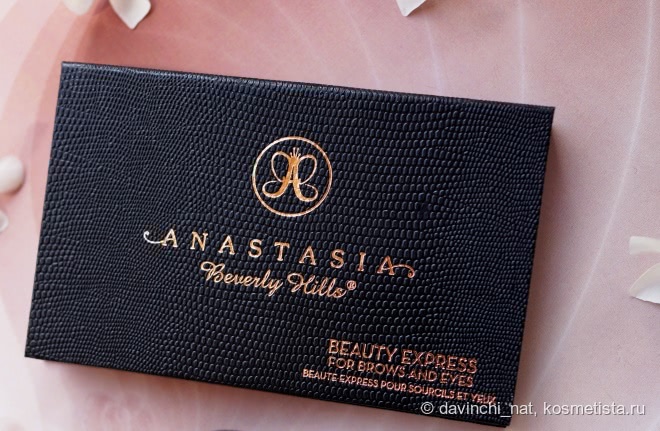 ANASTASIA
Beverly Hills®
BEAUTY EXPRESS
FOR BROWS AND EYES
BEAUTE EXPRESS POUR SOURCILS ET YEUX
© davinchi_nat, kosmetista.ru